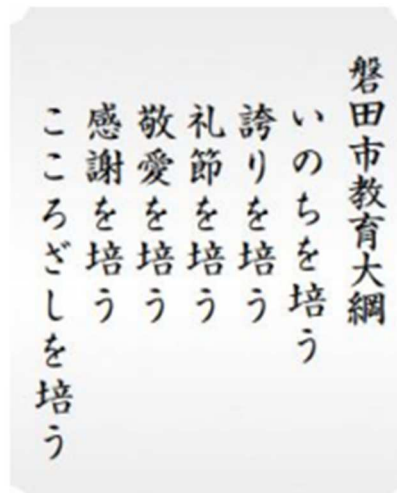 磐田市教育大綱
いのちを培う
誇りを培う
礼節を培う
敬愛を培う
感謝を培う
こころざしを培う